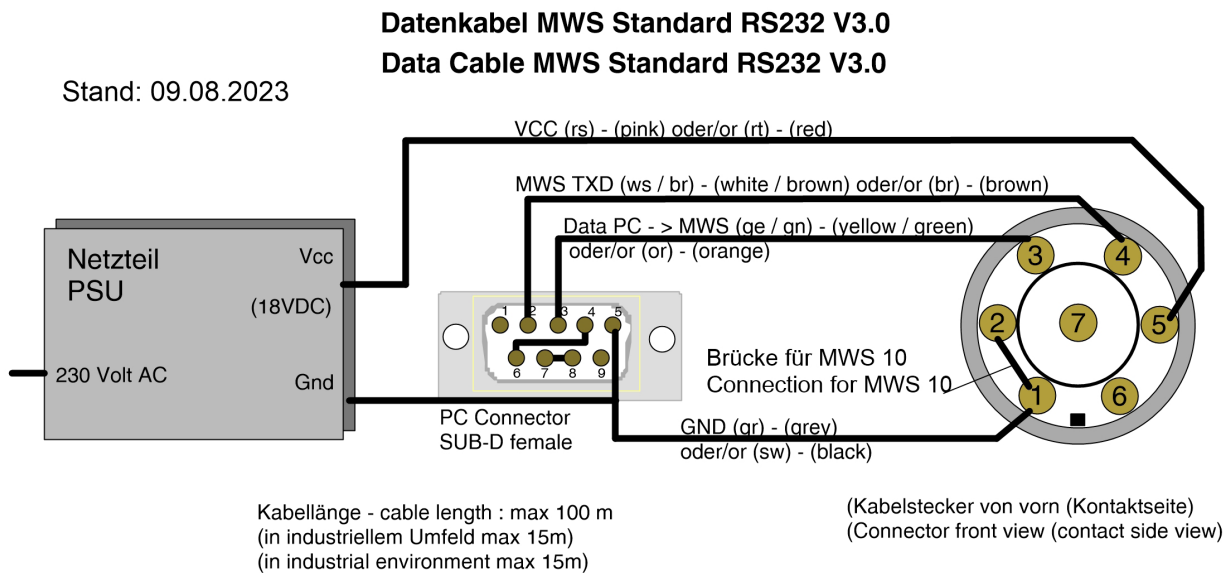 Datenkabel MWS Standard RS232 V3.0
Data Cable MWS Standard RS232 V3.0
Stand: 09.08.2023
VCC (rs) - (pink) oder/or (rt) - (red)
MWS TXD (ws / br) - (white / brown) oder/or (br) - (brown)
Data PC - > MWS (ge / gn) - (yellow / green)
oder/or (or) - (orange)
Netzteil
PSU
Vcc
(18VDC)
230 Volt AC
Gnd
1 2 3 4 5
6 7 8 9
PC Connector
SUB-D female
3 4
2 7 5
1 6
Brücke für MWS 10
Connection for MWS 10
GND (gr) - (grey)
oder/or (sw) - (black)
Kabellänge - cable length : max 100 m
(in industriellem Umfeld max 15m)
(in industrial environment max 15m)
(Kabelstecker von vorn (Kontaktseite)
(Connector front view (contact side view)